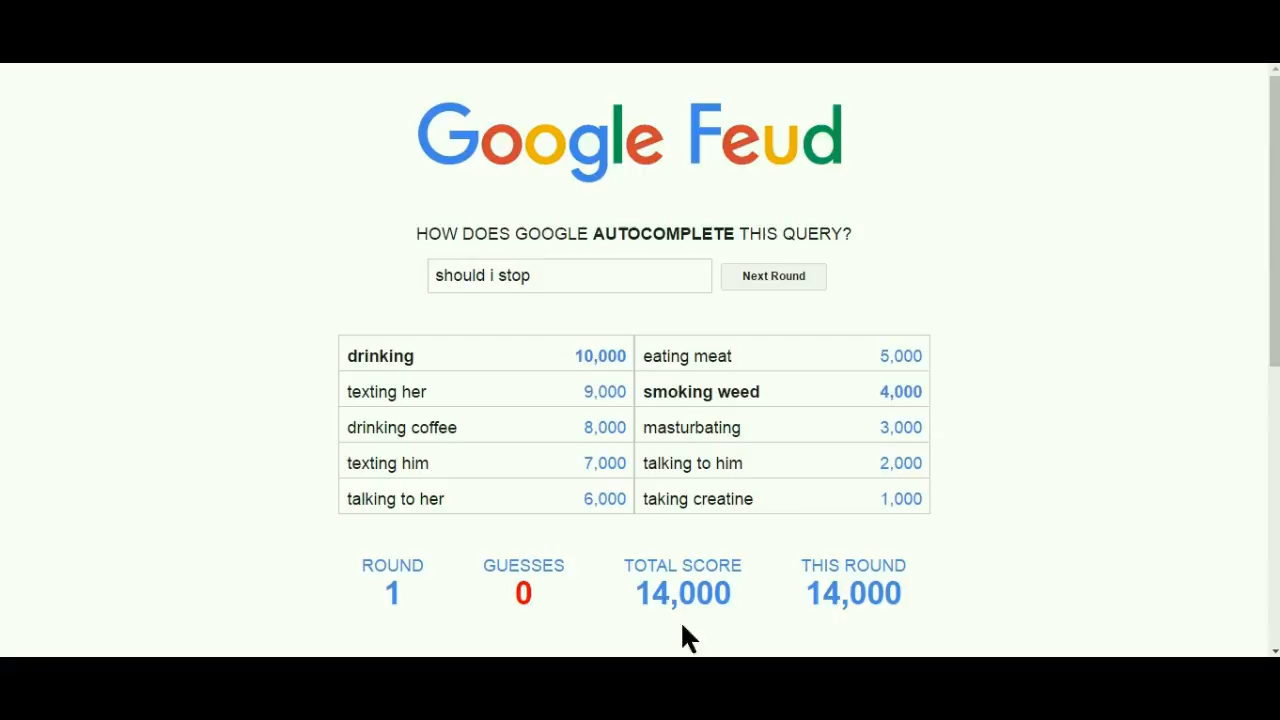 Google Feud
HOW DOES GOOGLE AUTOCOMPLETE THIS QUERY?
should i stop
Next Round
drinking 10,000 eating meat 5,000
texting her 9,000 smoking weed 4,000
drinking coffee 8,000 masturbating 3,000
texting him 7,000 talking to him 2,000
talking to her 6,000 taking creatine 1,000
ROUND GUESSES TOTAL SCORE THIS ROUND
1 0 14,000 14,000